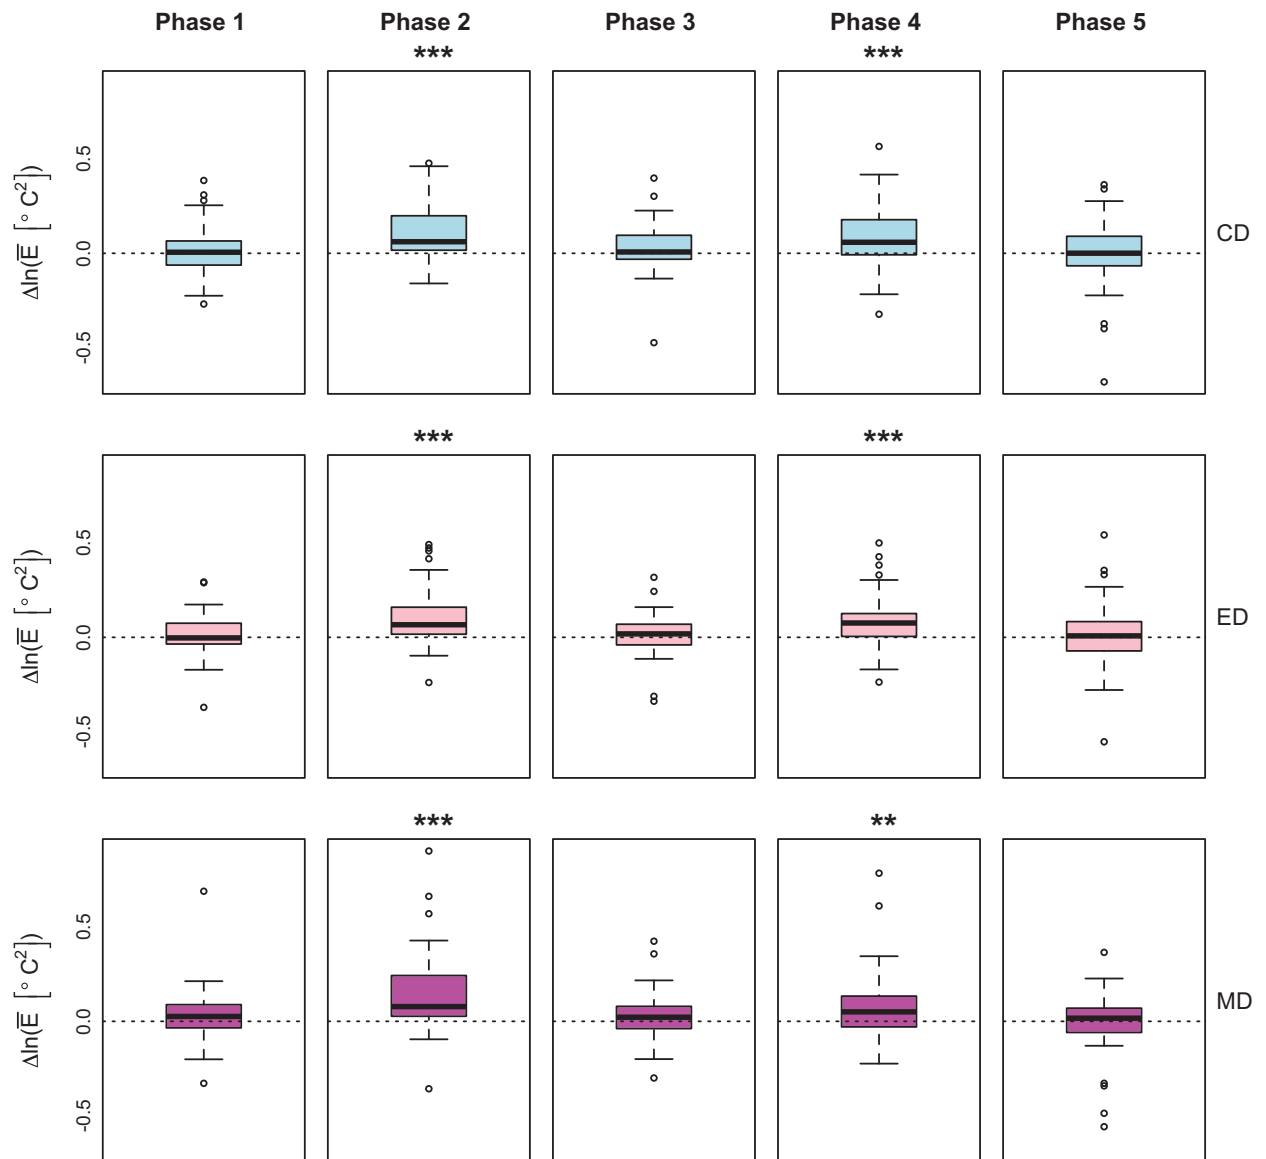 Phase 1 Phase 2 Phase 3 Phase 4 Phase 5
*** ***
Δln(E̅ [°C²])
0.5
0.0
-0.5
CD
*** ***
Δln(E̅ [°C²])
0.5
0.0
-0.5
ED
*** **
Δln(E̅ [°C²])
0.5
0.0
-0.5
MD